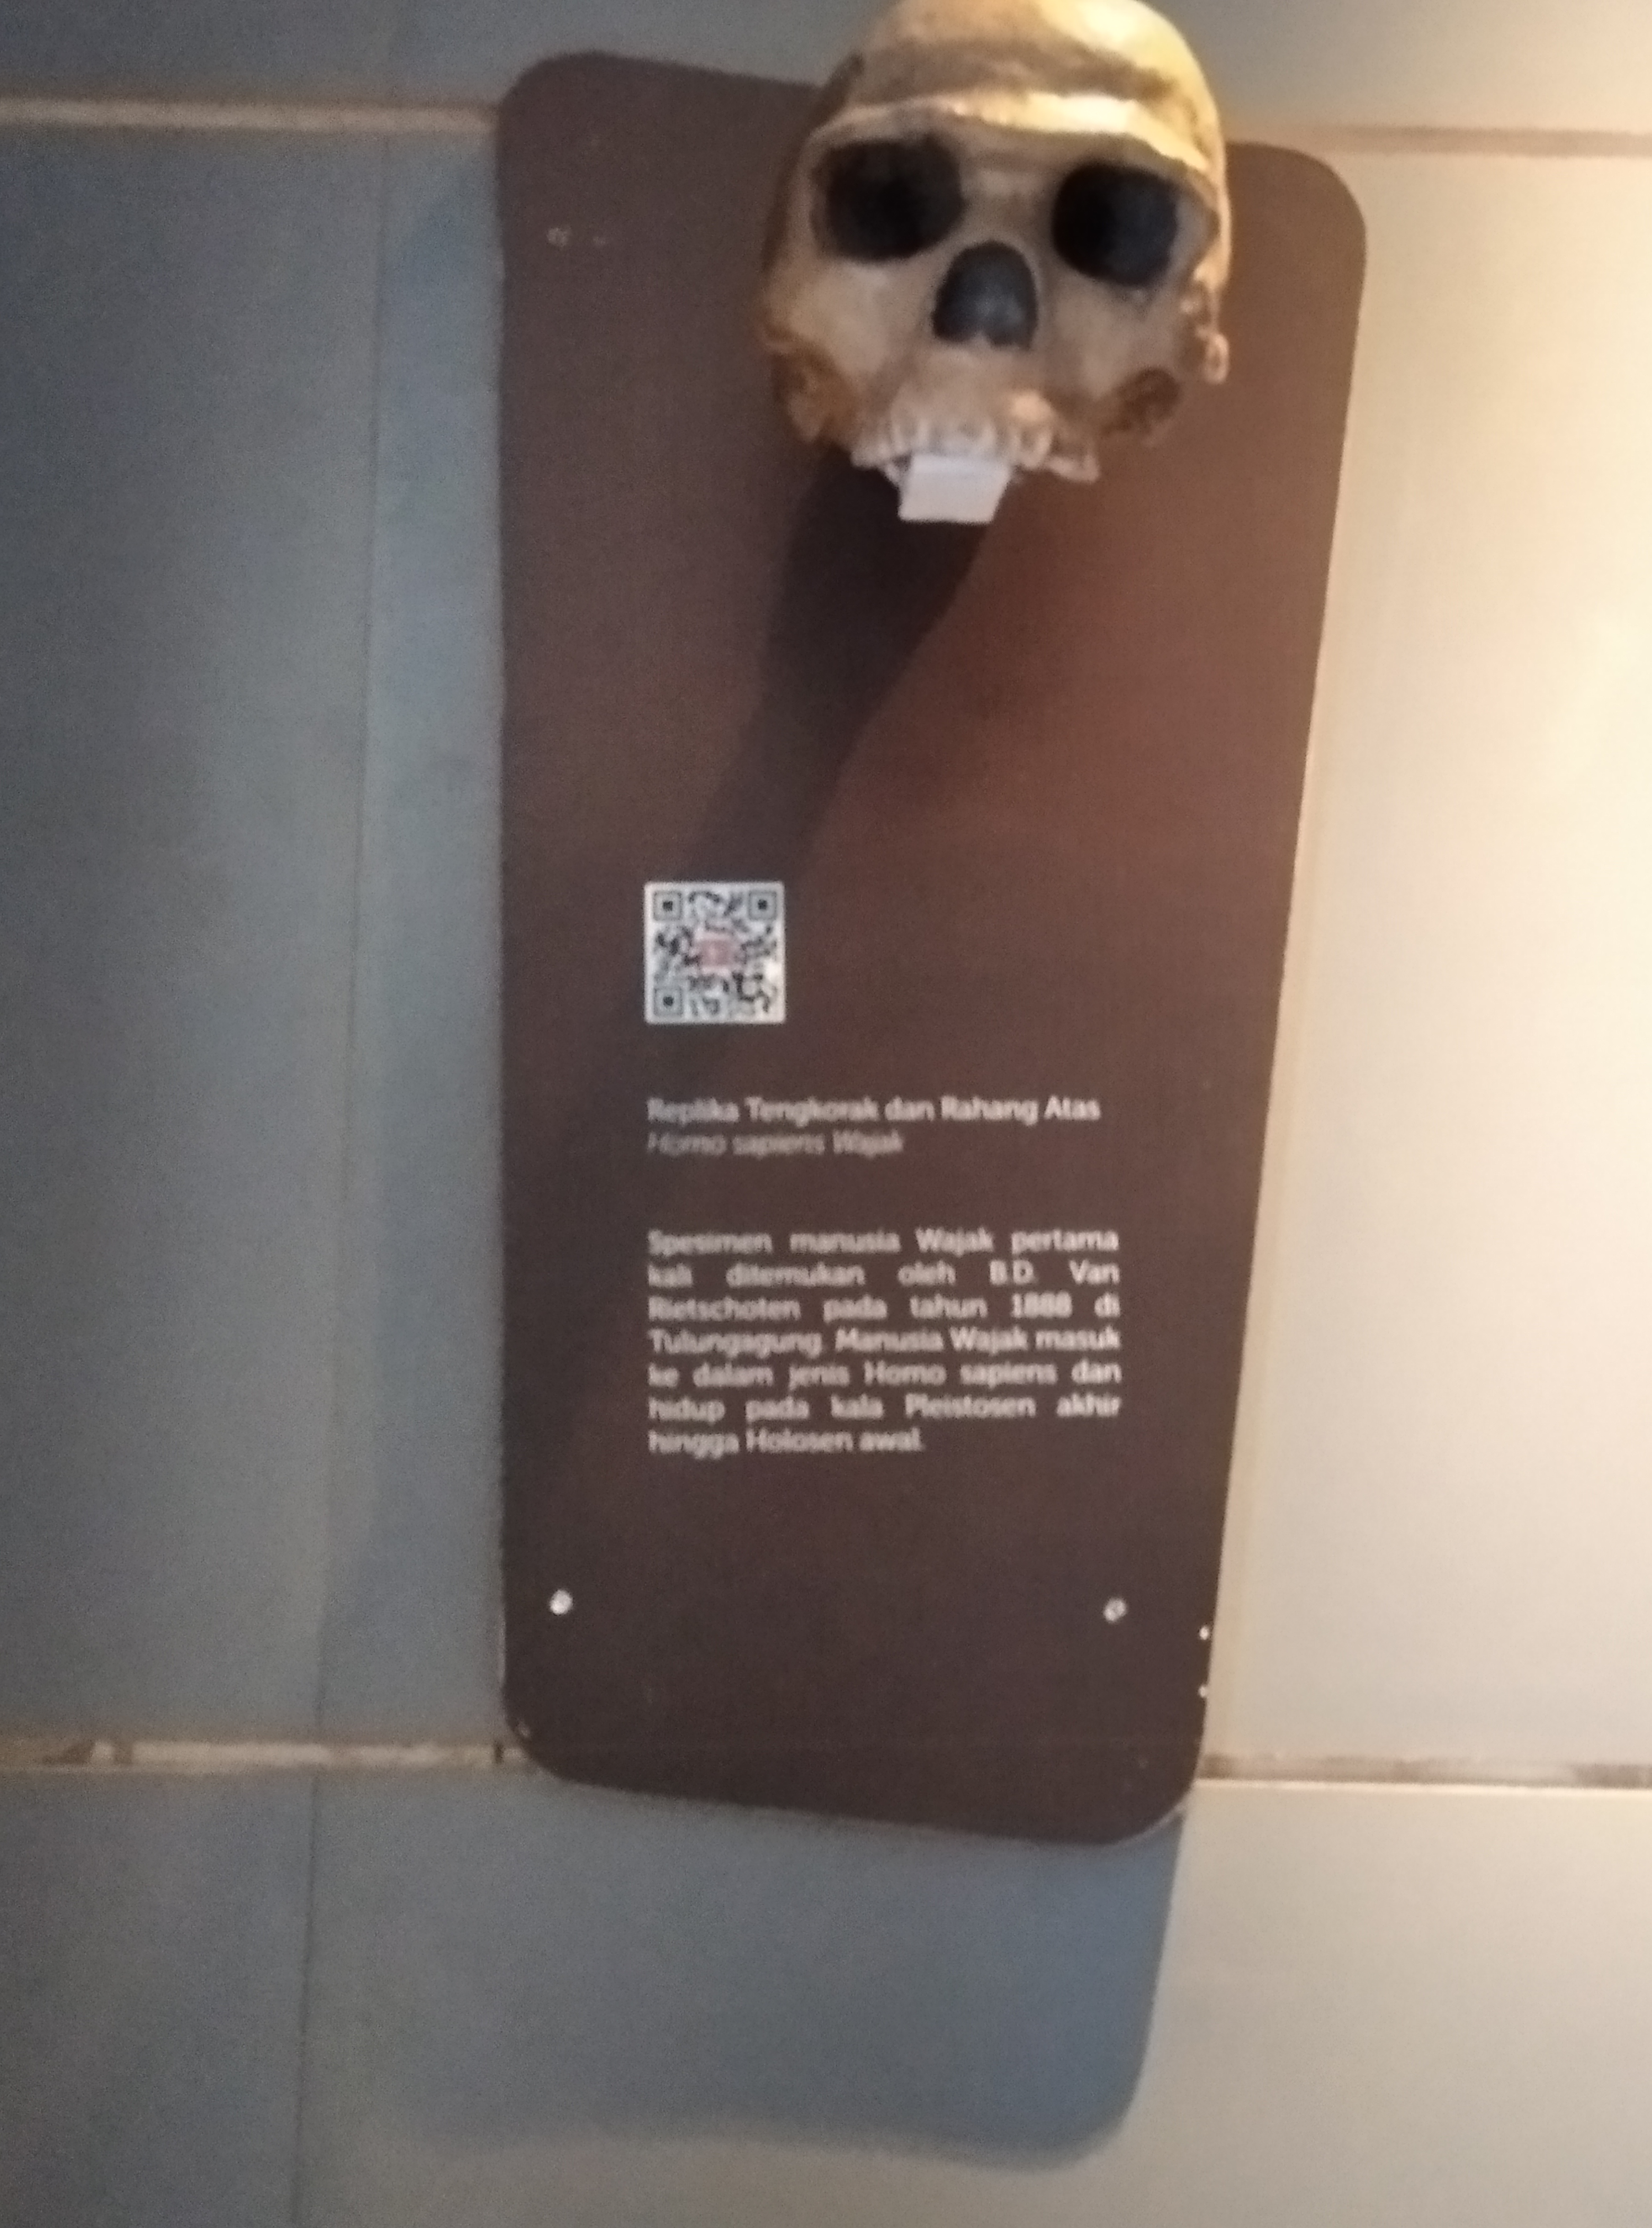 Replika Tengkorak dan Rahang Atas
Homo sapiens Wajak
Spesimen manusia Wajak pertama
kali ditemukan oleh B.D. Van
Rietschoten pada tahun 1888 di
Tulungagung. Manusia Wajak masuk
ke dalam jenis Homo sapiens dan
hidup pada kala Pleistosen akhir
hingga Holosen awal.